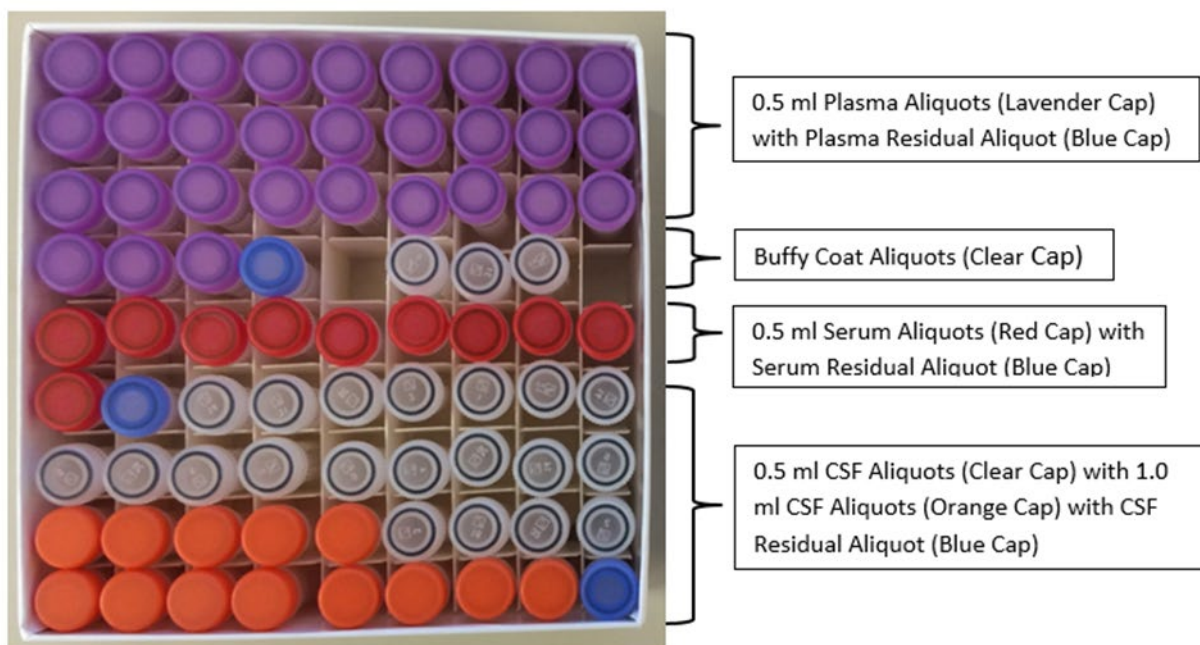 0.5 ml Plasma Aliquots (Lavender Cap)
with Plasma Residual Aliquot (Blue Cap)
Buffy Coat Aliquots (Clear Cap)
0.5 ml Serum Aliquots (Red Cap) with
Serum Residual Aliquot (Blue Cap)
0.5 ml CSF Aliquots (Clear Cap) with 1.0
ml CSF Aliquots (Orange Cap) with CSF
Residual Aliquot (Blue Cap)